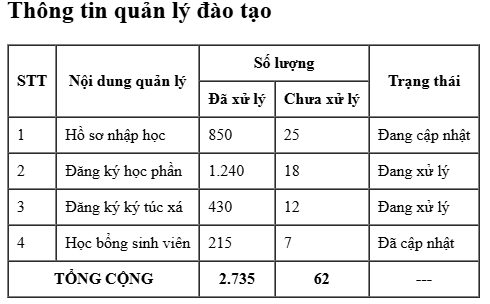 Thông tin quản lý đào tạo
STT Nội dung quản lý Số lượng Trạng thái
Đã xử lý Chưa xử lý
1 Hồ sơ nhập học 850 25 Đang cập nhật
2 Đăng ký học phần 1.240 18 Đang xử lý
3 Đăng ký ký túc xá 430 12 Đang xử lý
4 Học bổng sinh viên 215 7 Đã cập nhật
TỔNG CỘNG 2.735 62 ---